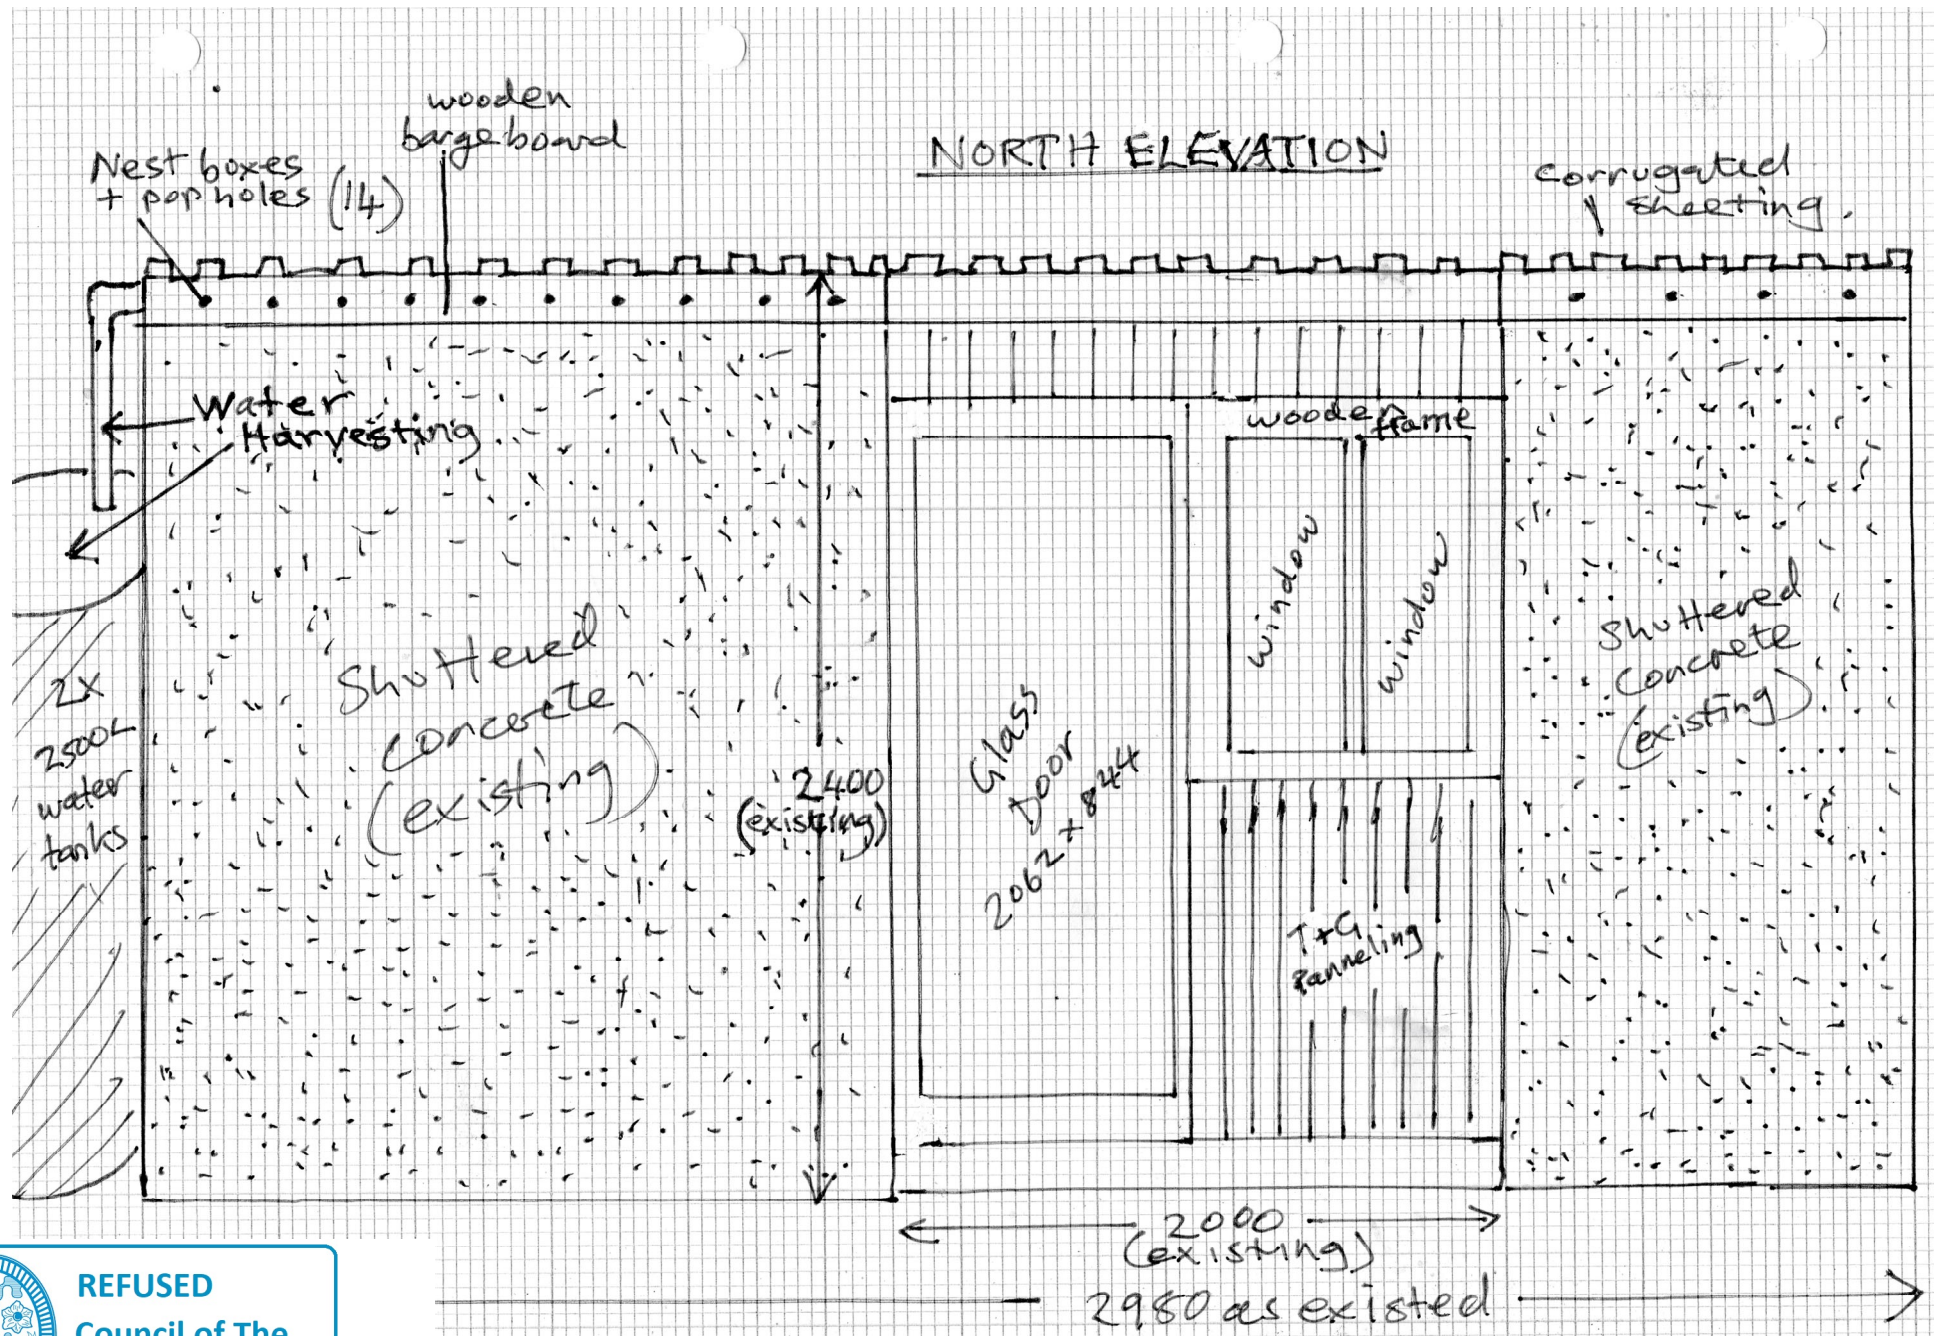 wooden
bargeboard
NORTH ELEVATION
Nest boxes
+ popholes (14)
corrugated
sheeting.
Water
Harvesting
wooden frame
window
window
Shuttered
concrete
(existing)
Shuttered
concrete
(existing)
2x
2500L
water
tanks
Glass
Door
2062 + 844
2400
(existing)
T+G
Panneling
2000
(existing)
2980 as existed
REFUSED
Council of The